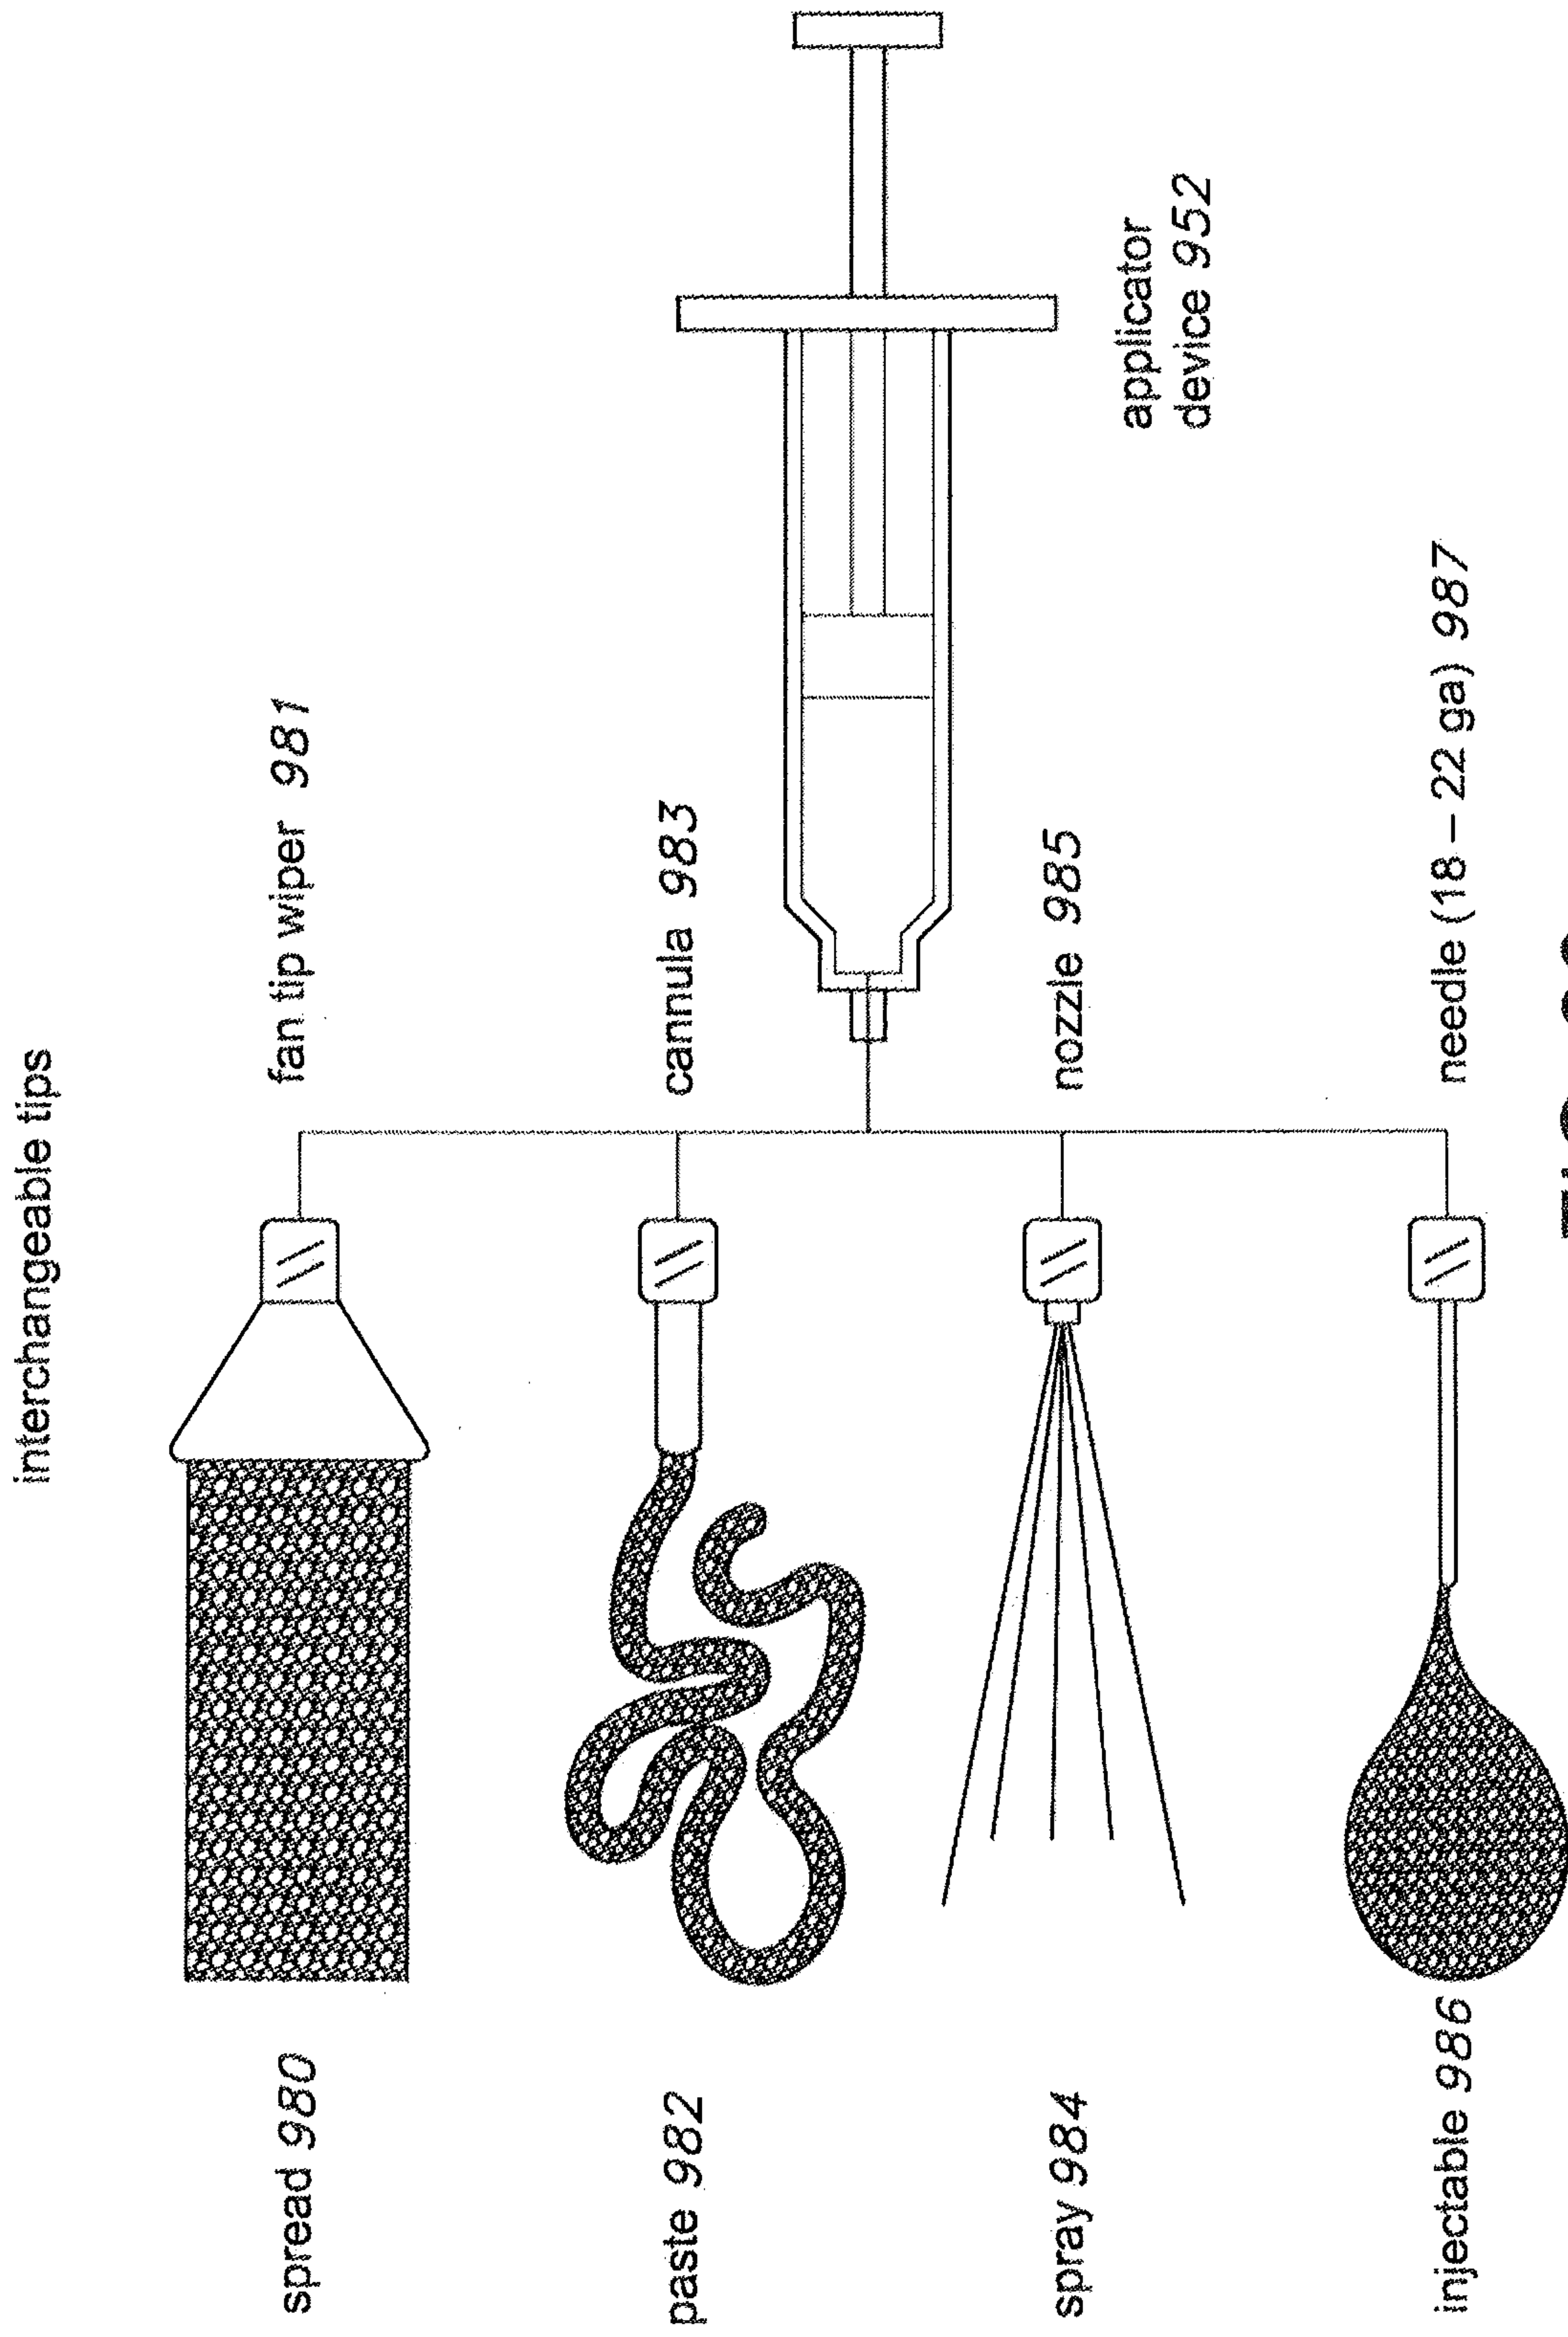 interchangeable tips
spread 980
fan tip wiper 981
paste 982
cannula 983
spray 984
nozzle 985
applicator
device 952
injectable 986
needle (18 – 22 ga) 987